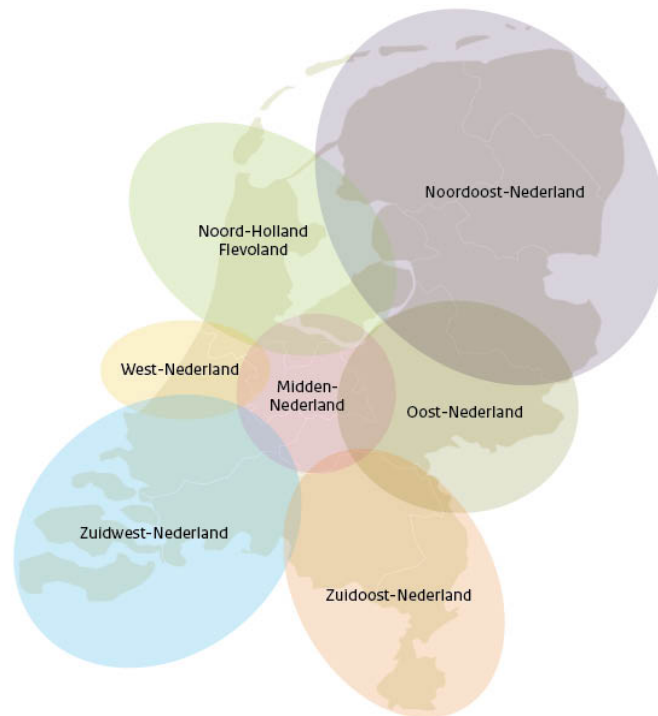 Noordoost-Nederland
Noord-Holland
Flevoland
West-Nederland
Midden-
Nederland
Oost-Nederland
Zuidwest-Nederland
Zuidoost-Nederland